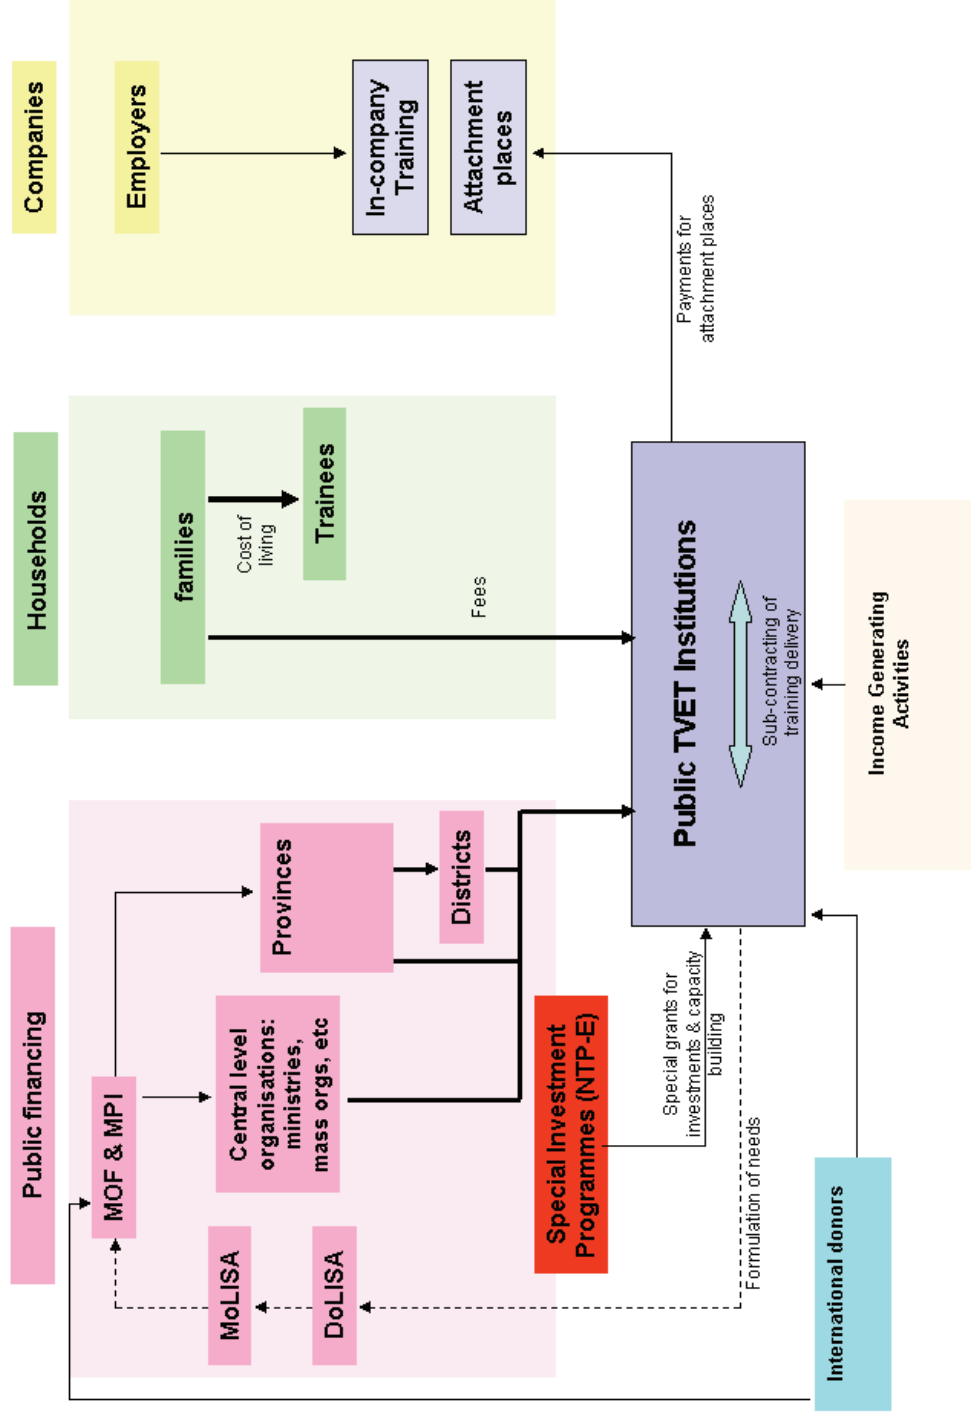 Public financing
Households
Companies
MOF & MPI
MoLISA
DoLISA
Central level
organisations:
ministries,
mass orgs, etc
Provinces
Districts
families
Cost of
living
Trainees
Fees
Employers
In-company
Training
Attachment
places
Special Investment
Programmes (NTP-E)
Special grants for
investments & capacity
building
Formulation of needs
Public TVET Institutions
Sub-contracting of
training delivery
Payments for
attachment places
International donors
Income Generating
Activities